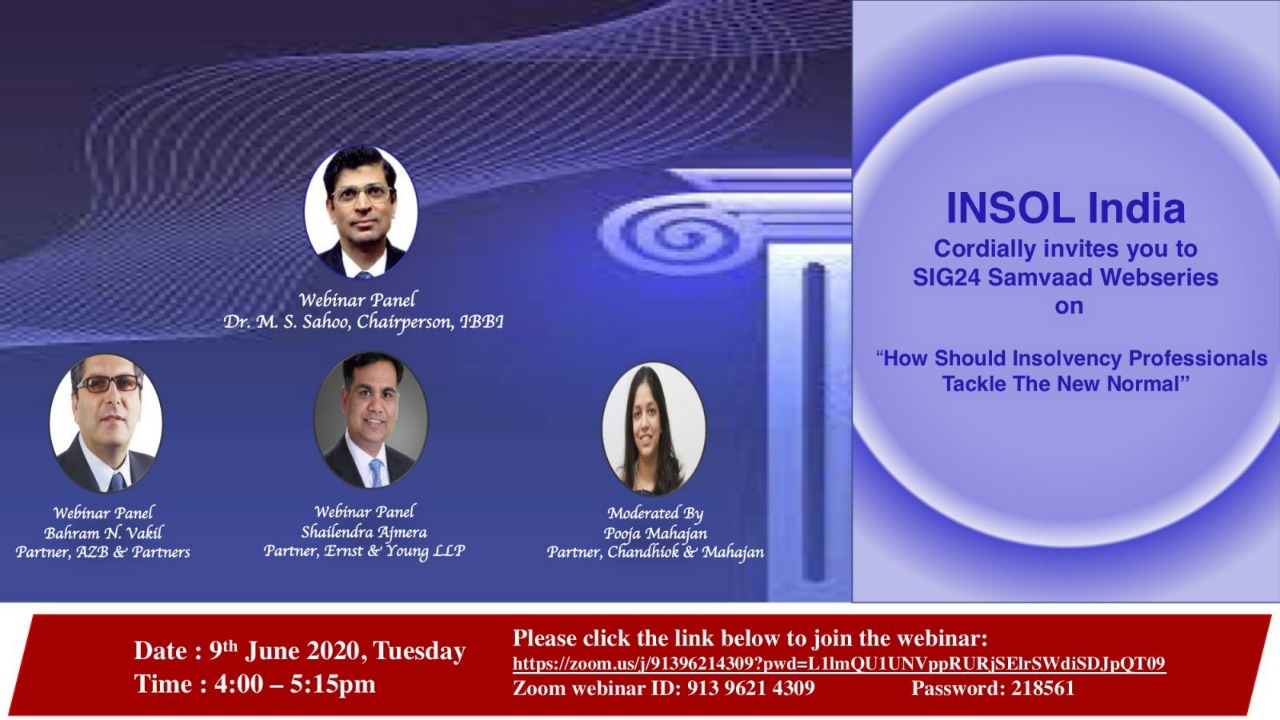 Webinar Panel
Dr. M. S. Sahoo, Chairperson, IBBI
Webinar Panel
Bahram N. Vakil
Partner, AZB & Partners
Webinar Panel
Shailendra Ajmera
Partner, Ernst & Young LLP
Moderated By
Pooja Mahajan
Partner, Chandhiok & Mahajan
INSOL India
Cordially invites you to
SIG24 Samvaad Webseries
on
“How Should Insolvency Professionals
Tackle The New Normal”
Date : 9th June 2020, Tuesday
Time : 4:00 – 5:15pm
Please click the link below to join the webinar:
https://zoom.us/j/91396214309?pwd=L1lmQU1UNVppRURjSElrSWdiSDJpQT09
Zoom webinar ID: 913 9621 4309 Password: 218561